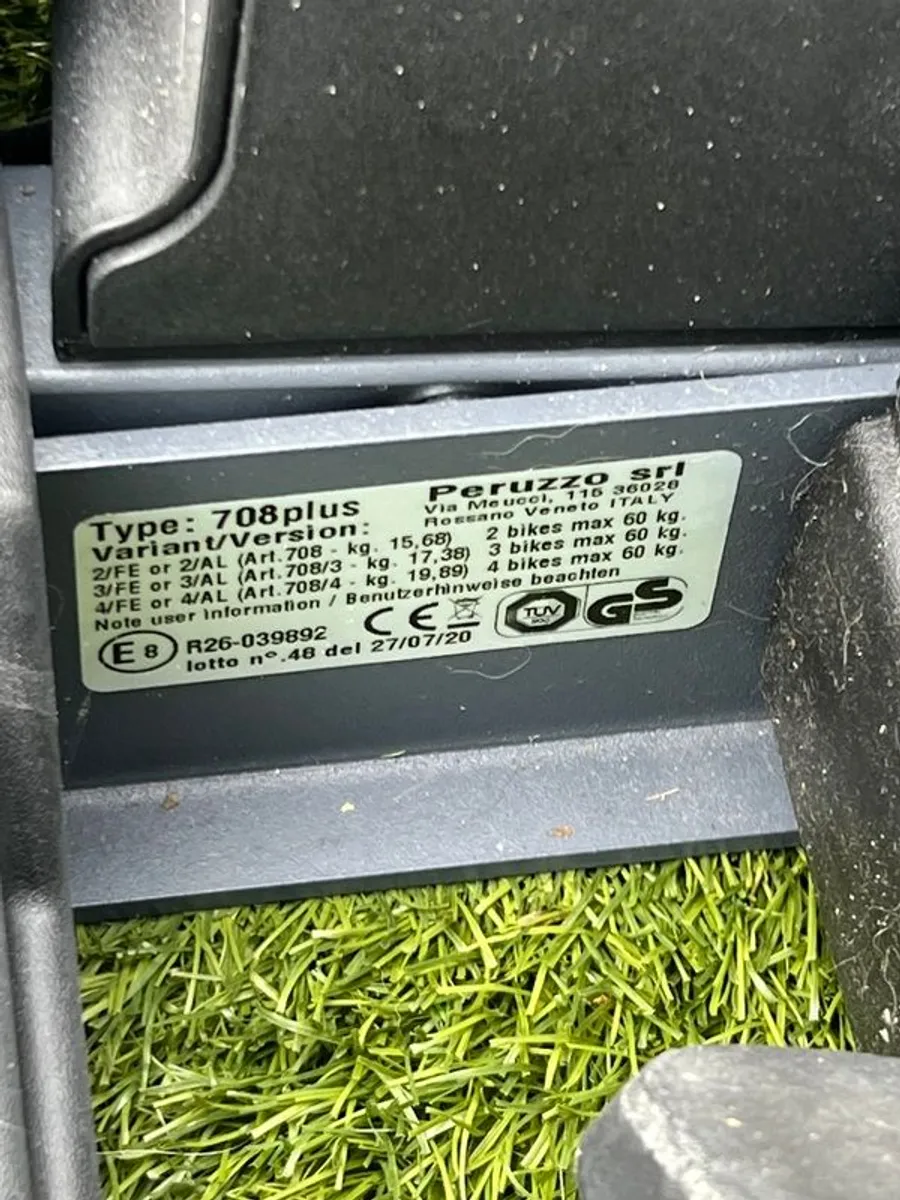 Type: 708plus
Peruzzo srl
Variant/Version:
Via Meucci, 115 36028
Rossano Veneto ITALY
2/FE or 2/AL (Art.708 - kg. 15,68) 2 bikes max 60 kg.
3/FE or 3/AL (Art.708/3 - kg. 17,38) 3 bikes max 60 kg.
4/FE or 4/AL (Art.708/4 - kg. 19,89) 4 bikes max 60 kg.
Note user information / Benutzerhinweise beachten
E8 R26-039892 CE TÜV GS
lotto n°.48 del 27/07/20